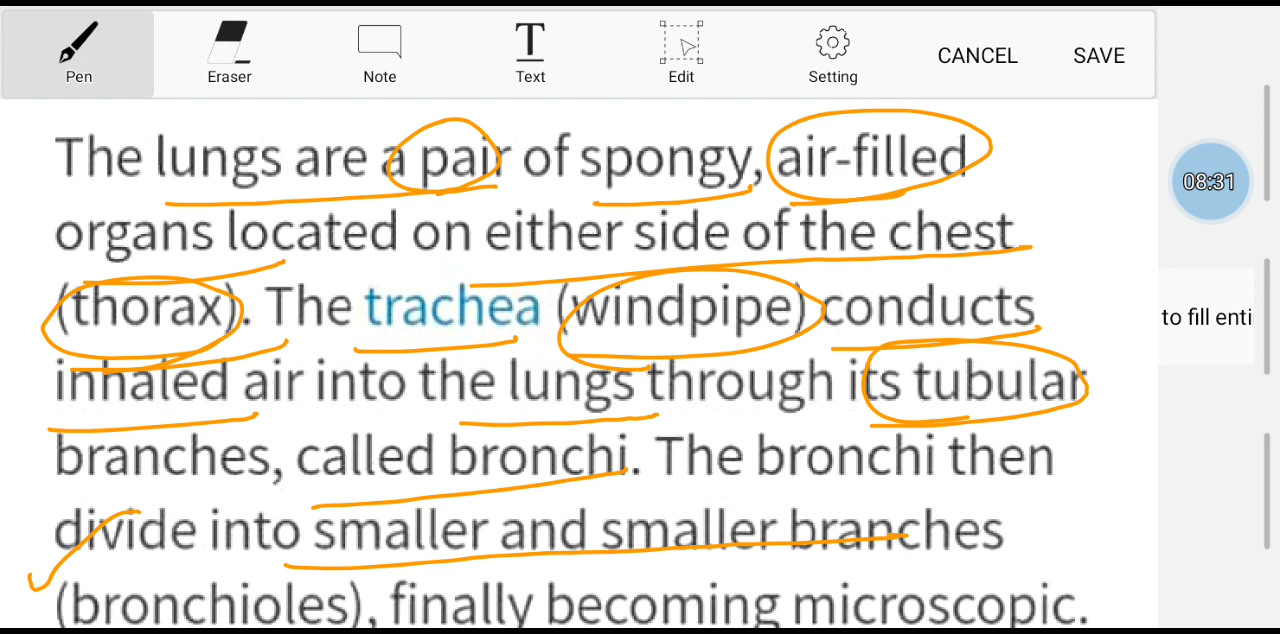 Pen Eraser Note Text Edit Setting CANCEL SAVE
The lungs are a pair of spongy, air-filled
08:31
organs located on either side of the chest
(thorax). The trachea (windpipe) conducts
to fill enti
inhaled air into the lungs through its tubular
branches, called bronchi. The bronchi then
divide into smaller and smaller branches
(bronchioles), finally becoming microscopic.